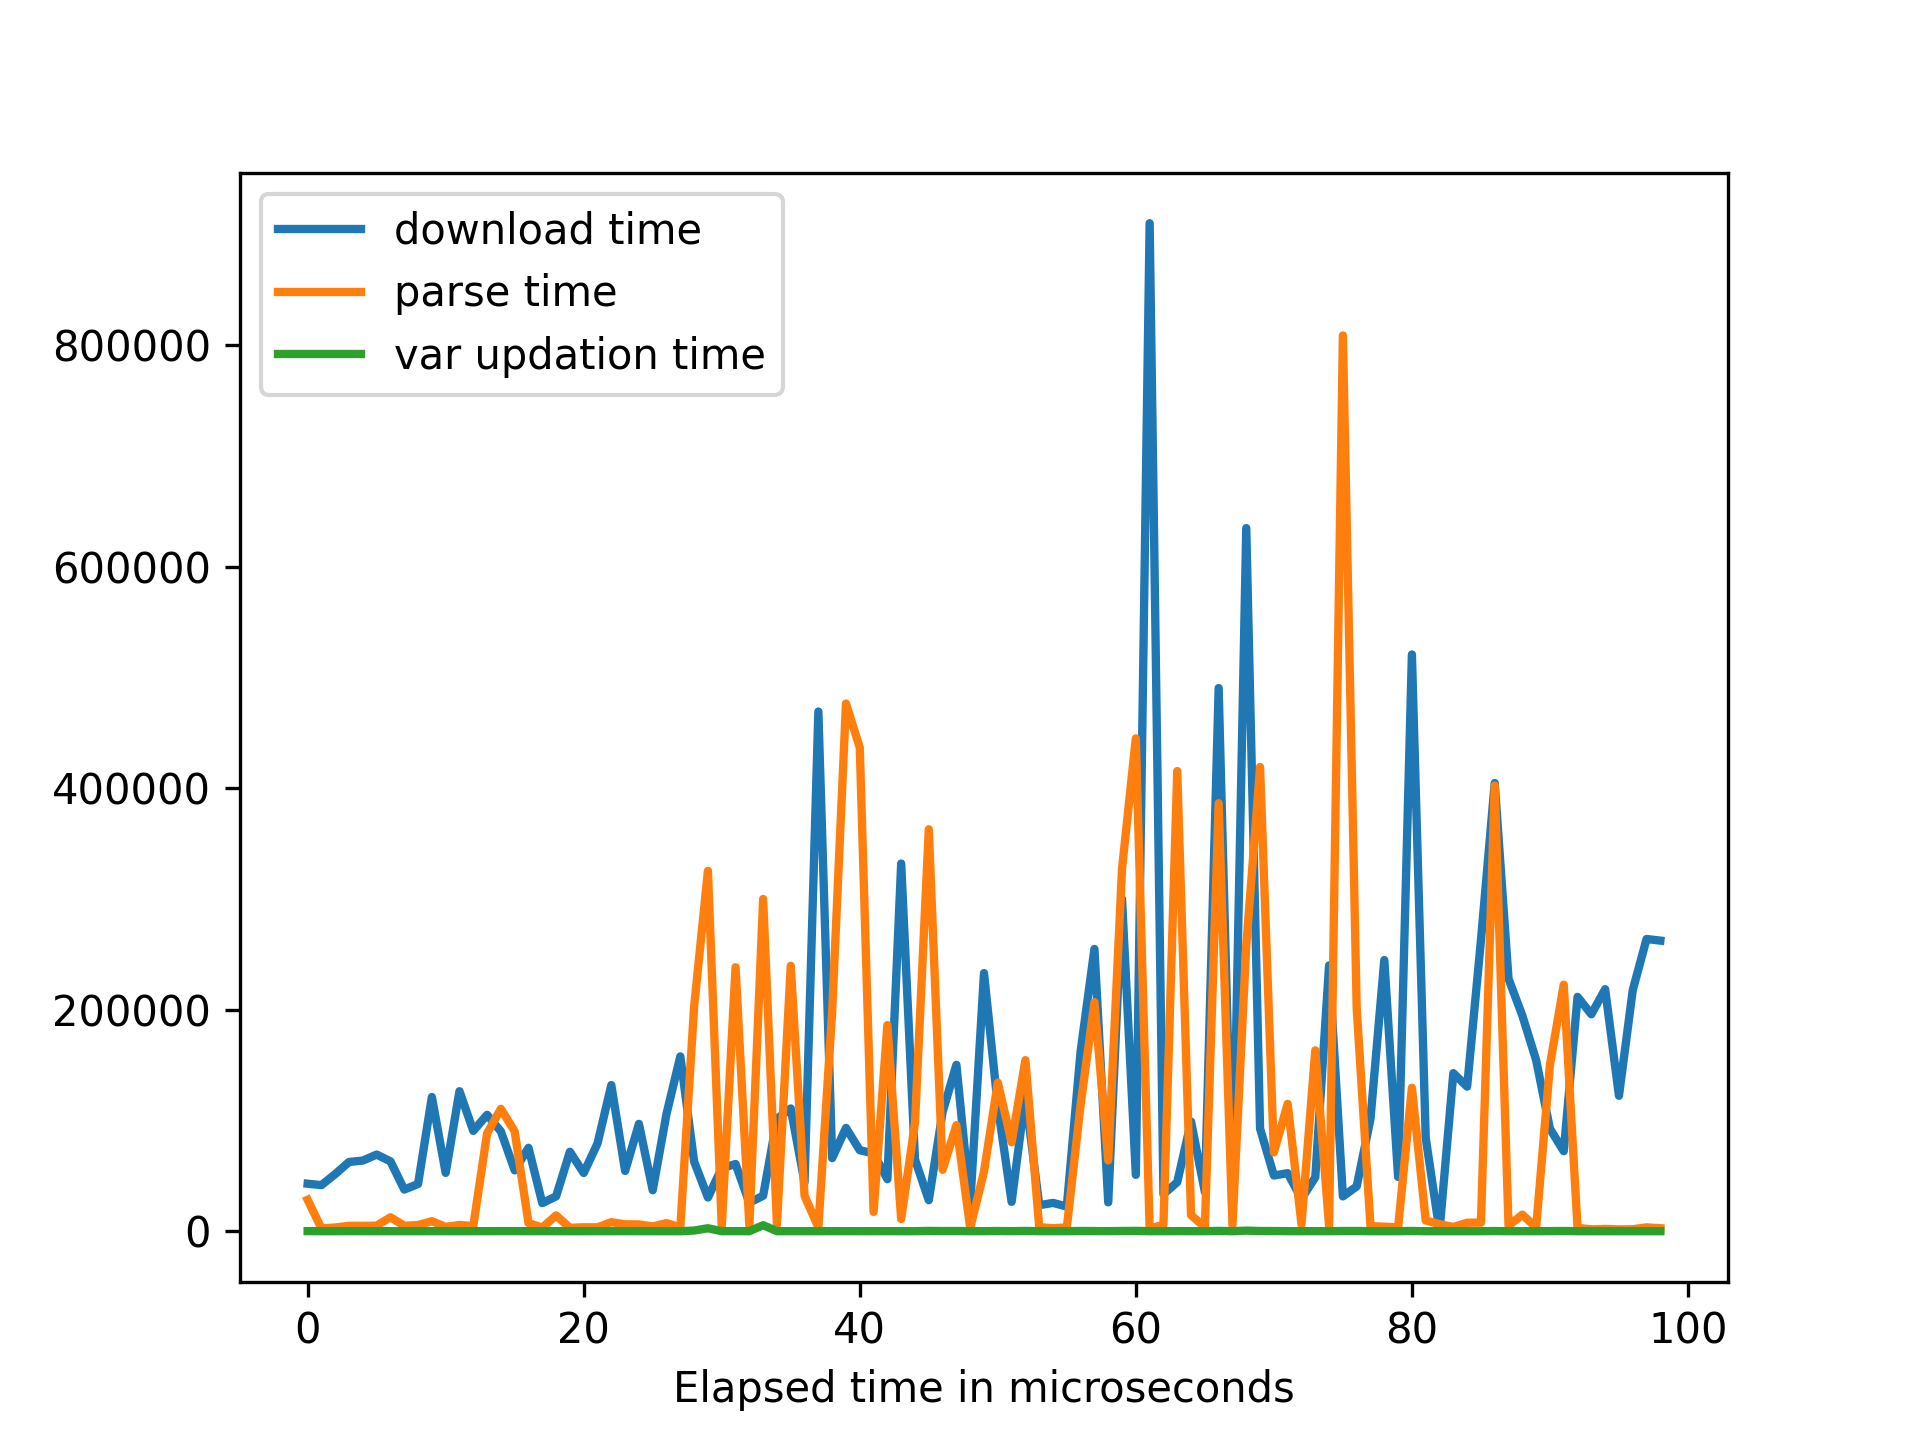 download time
parse time
var updation time
800000
600000
400000
200000
0
0 20 40 60 80 100
Elapsed time in microseconds